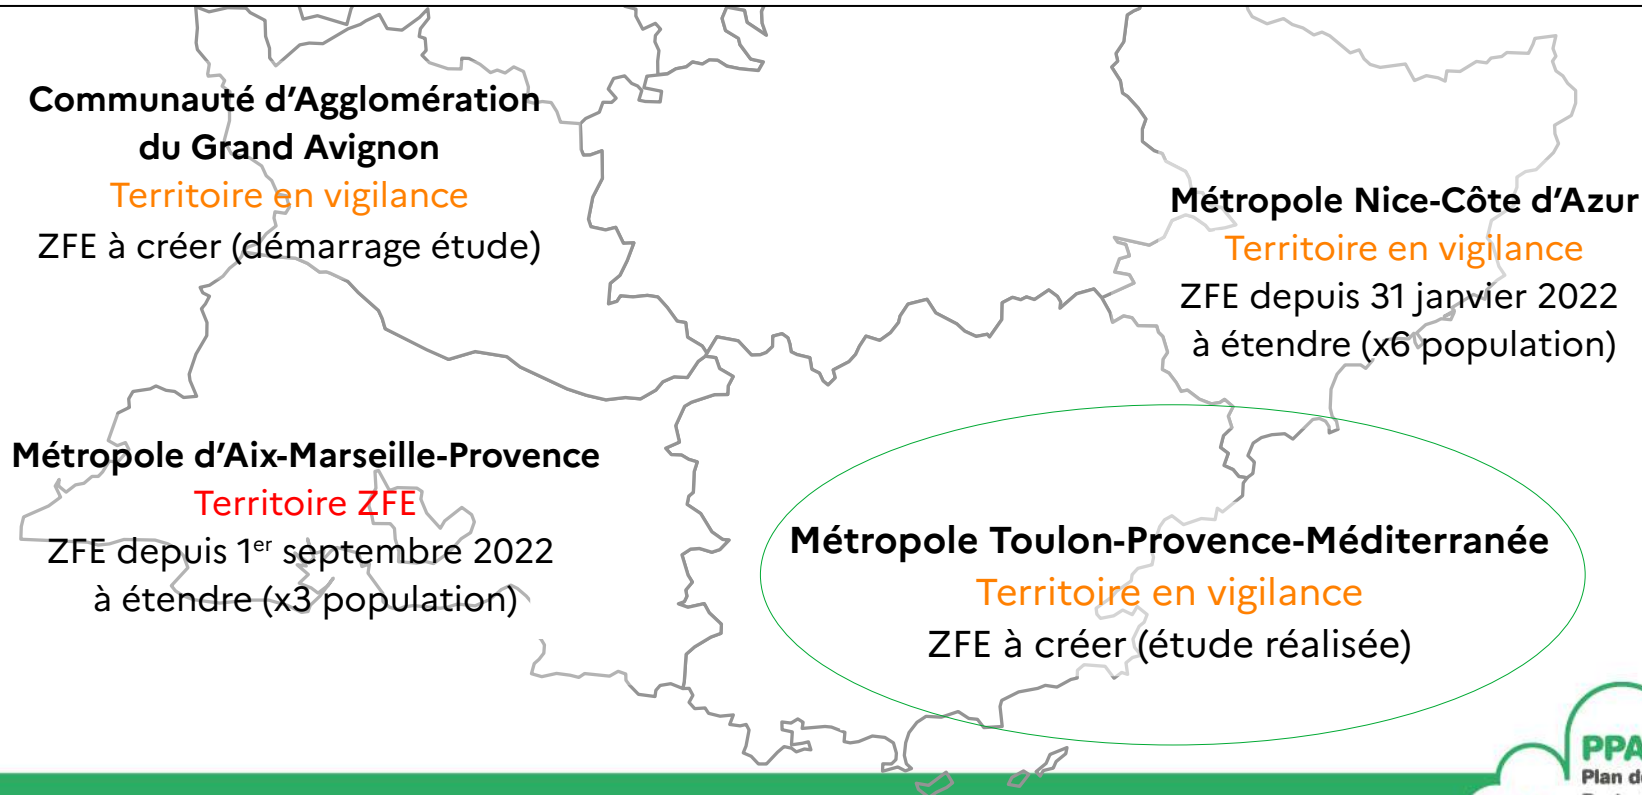 Communauté d'Agglomération
du Grand Avignon
Territoire en vigilance
ZFE à créer (démarrage étude)
Métropole Nice-Côte d'Azur
Territoire en vigilance
ZFE depuis 31 janvier 2022
à étendre (x6 population)
Métropole d'Aix-Marseille-Provence
Territoire ZFE
ZFE depuis 1er septembre 2022
à étendre (x3 population)
Métropole Toulon-Provence-Méditerranée
Territoire en vigilance
ZFE à créer (étude réalisée)
PPA
Plan d